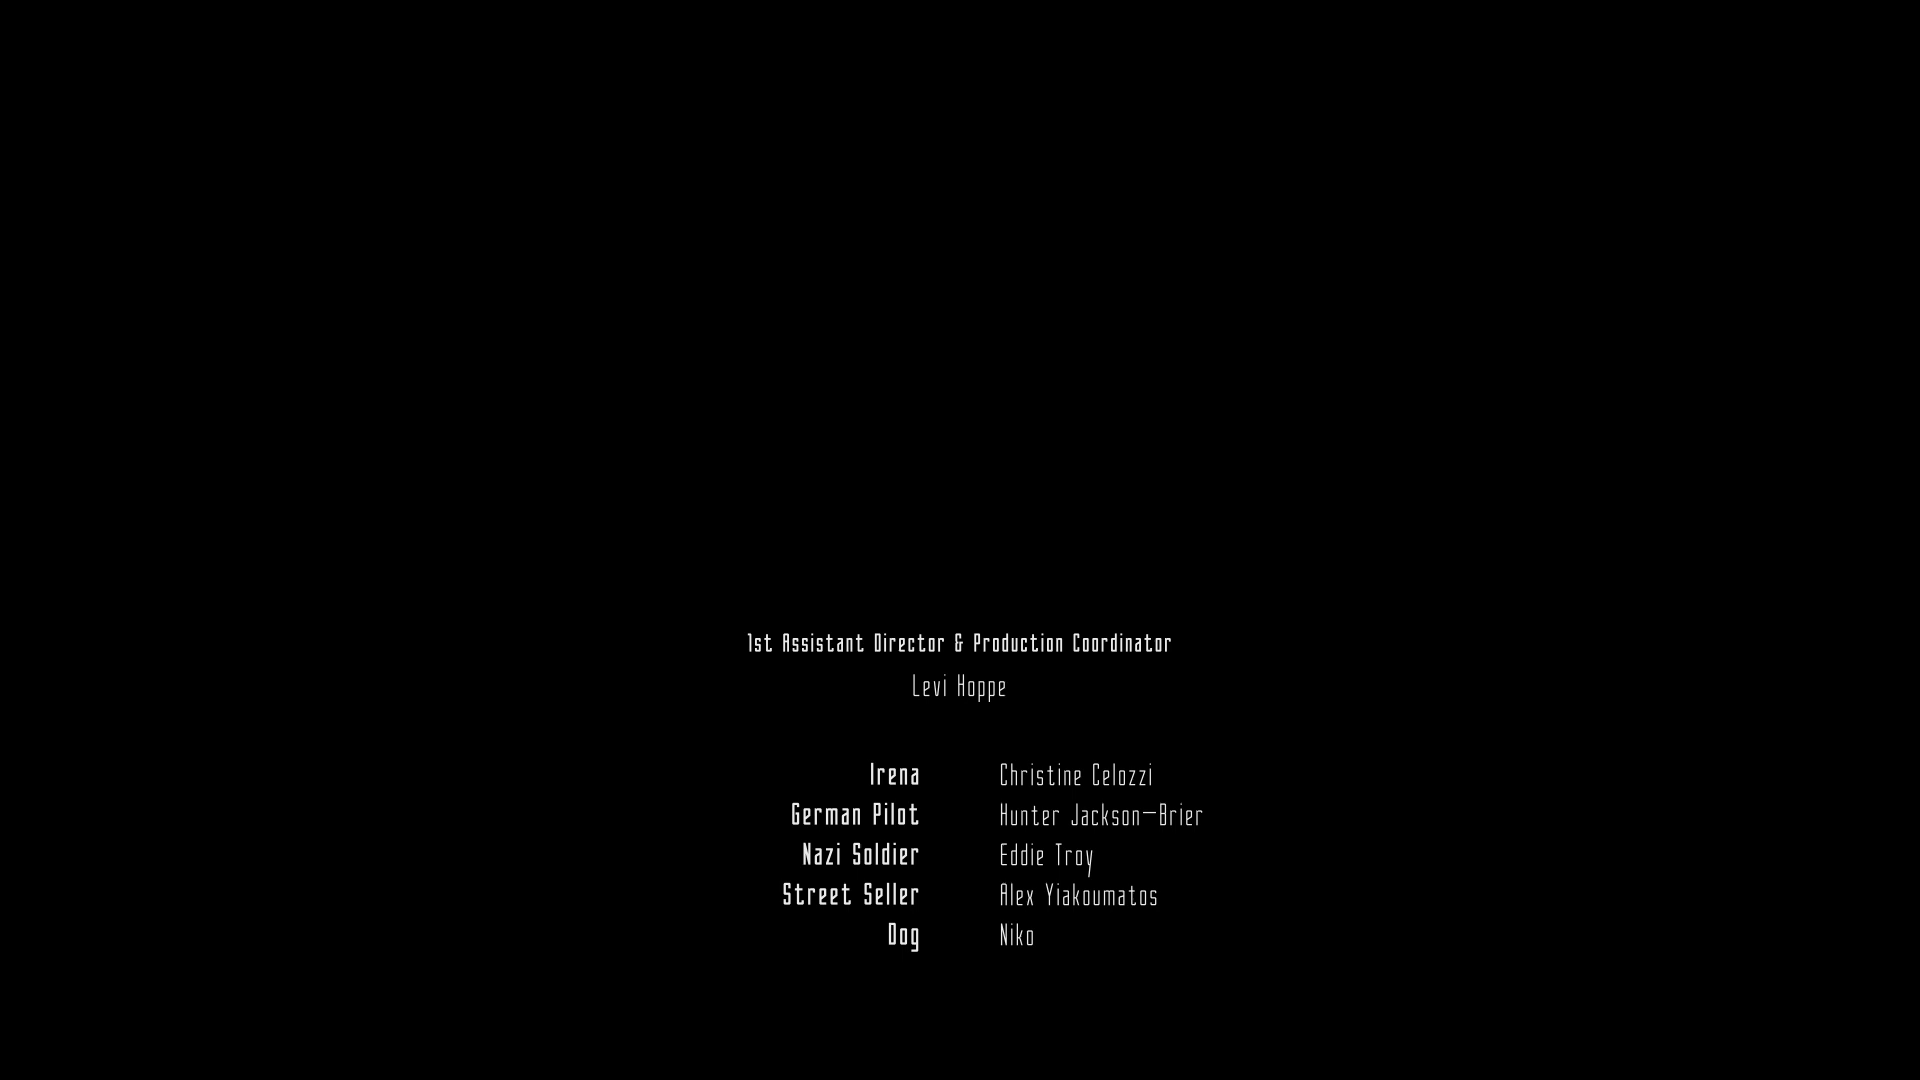 1st Assistant Director & Production Coordinator
Levi Hoppe
Irena Christine Celozzi
German Pilot Hunter Jackson-Brier
Nazi Soldier Eddie Troy
Street Seller Alex Yiakoumatos
Dog Niko